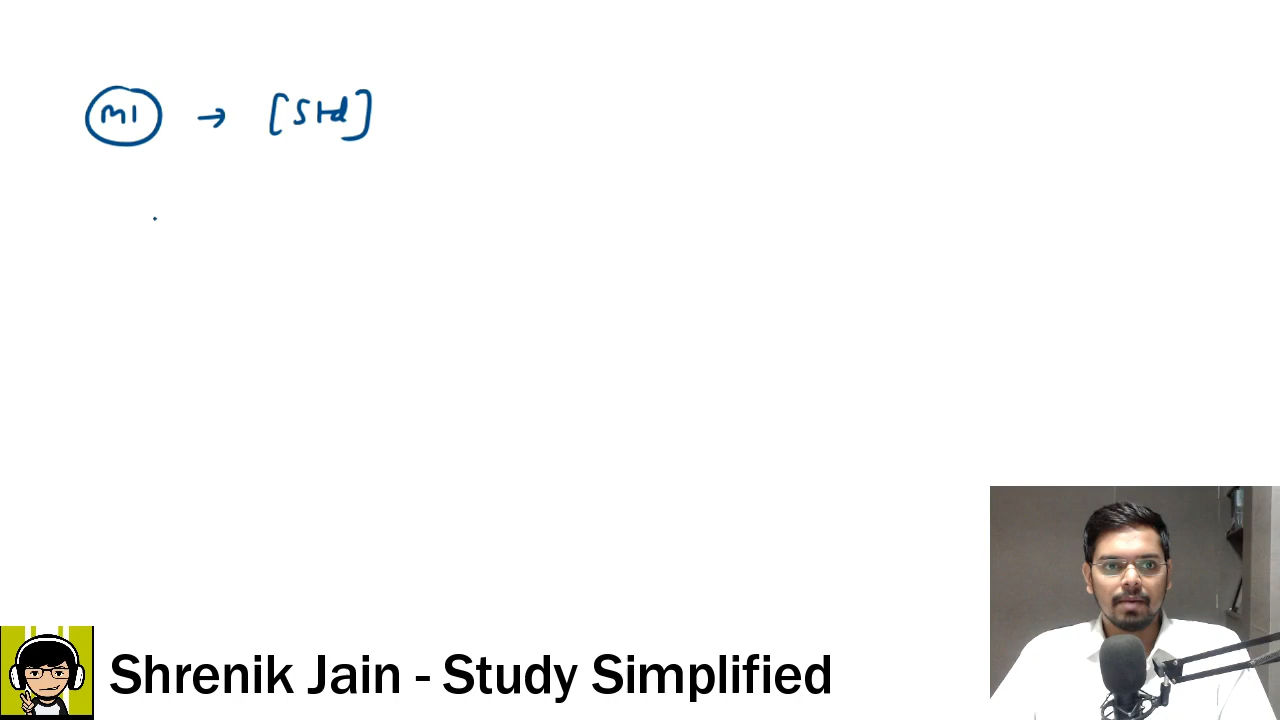 M1 → [Std]
Shrenik Jain - Study Simplified